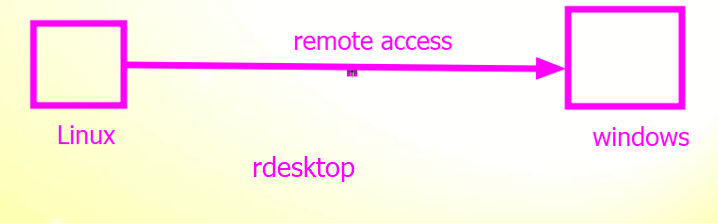 remote access
Linux
windows
rdesktop